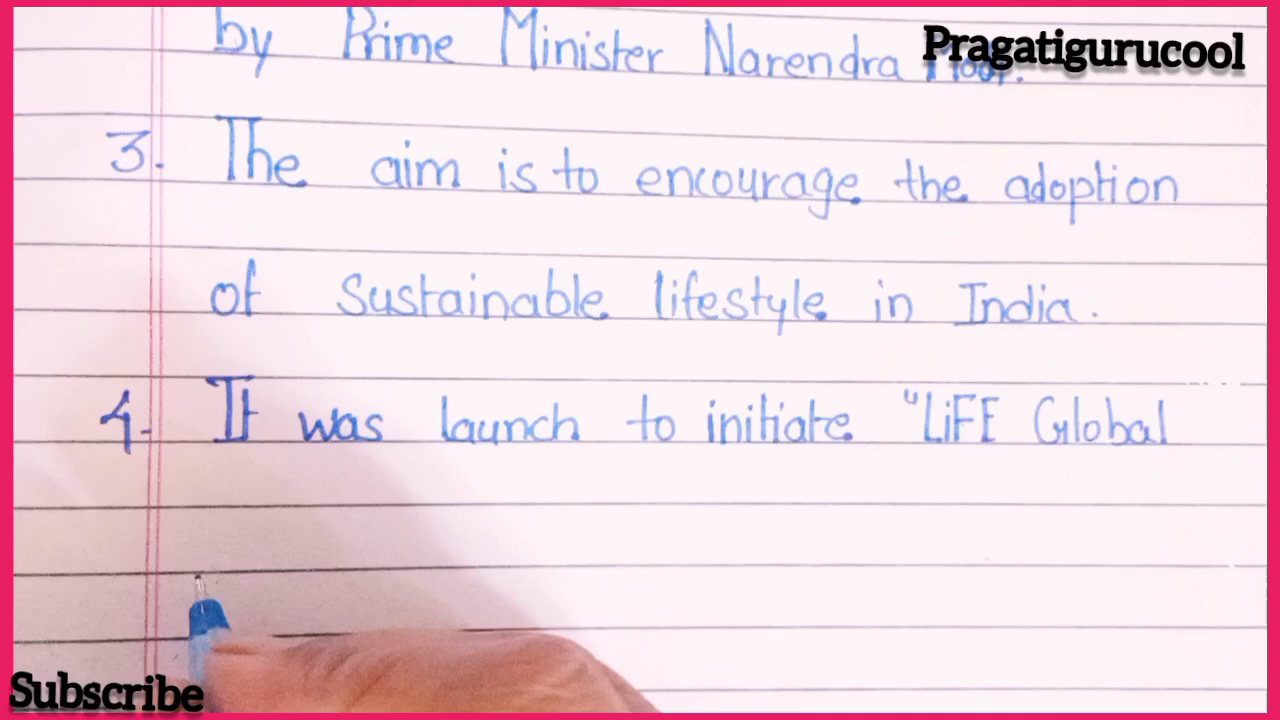 by Prime Minister Narendra
Pragatigurucool
3. The aim is to encourage the adoption
of sustainable lifestyle in India.
4. It was launch to initiate "LiFE Global
Subscribe